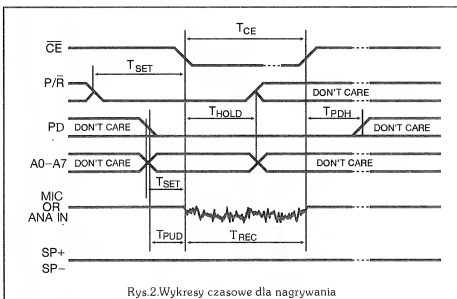 T_CE
C̅E̅
T_SET
P/R̅
DON'T CARE
T_HOLD
T_PDH
PD
DON'T CARE
DON'T CARE
A0–A7
DON'T CARE
DON'T CARE
T_SET
MIC
OR
ANA IN
T_PUD
T_REC
SP+
SP–
Rys.2.Wykresy czasowe dla nagrywania